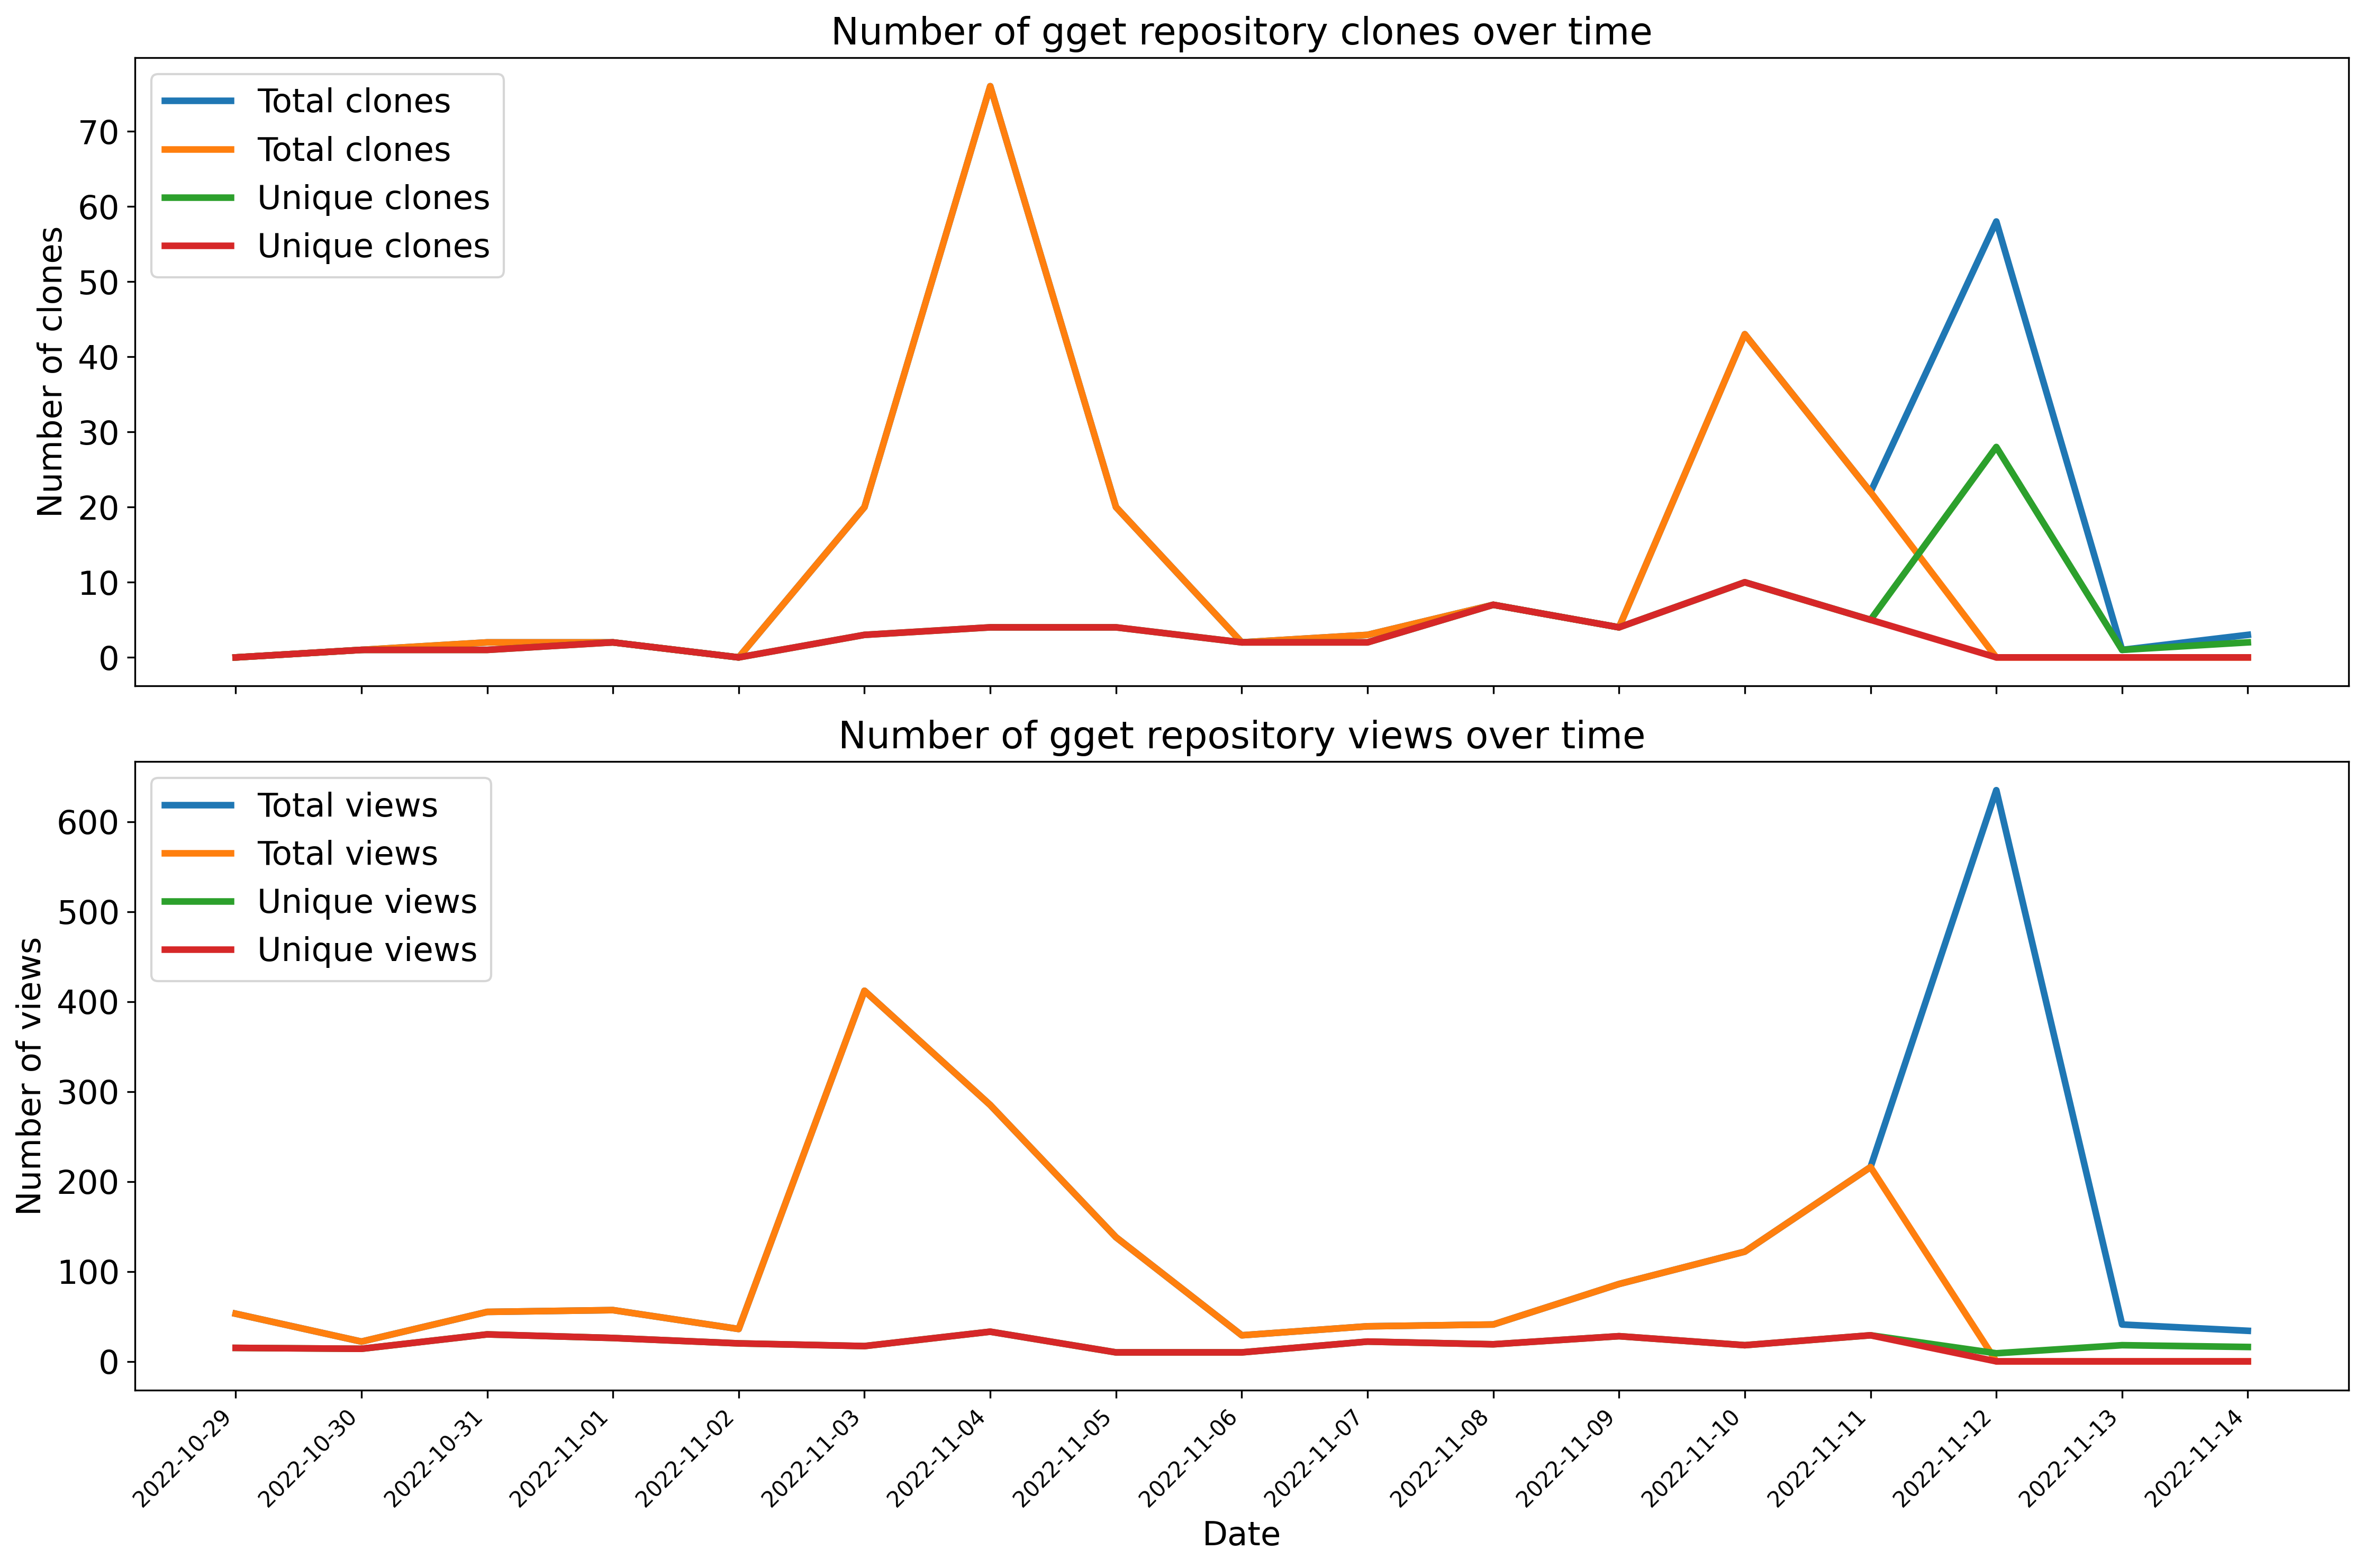 Number of gget repository clones over time
Total clones
Total clones
Unique clones
Unique clones
Number of clones
70
60
50
40
30
20
10
0
Number of gget repository views over time
Total views
Total views
Unique views
Unique views
Number of views
600
500
400
300
200
100
0
2022-10-29
2022-10-30
2022-10-31
2022-11-01
2022-11-02
2022-11-03
2022-11-04
2022-11-05
2022-11-06
2022-11-07
2022-11-08
2022-11-09
2022-11-10
2022-11-11
2022-11-12
2022-11-13
2022-11-14
Date